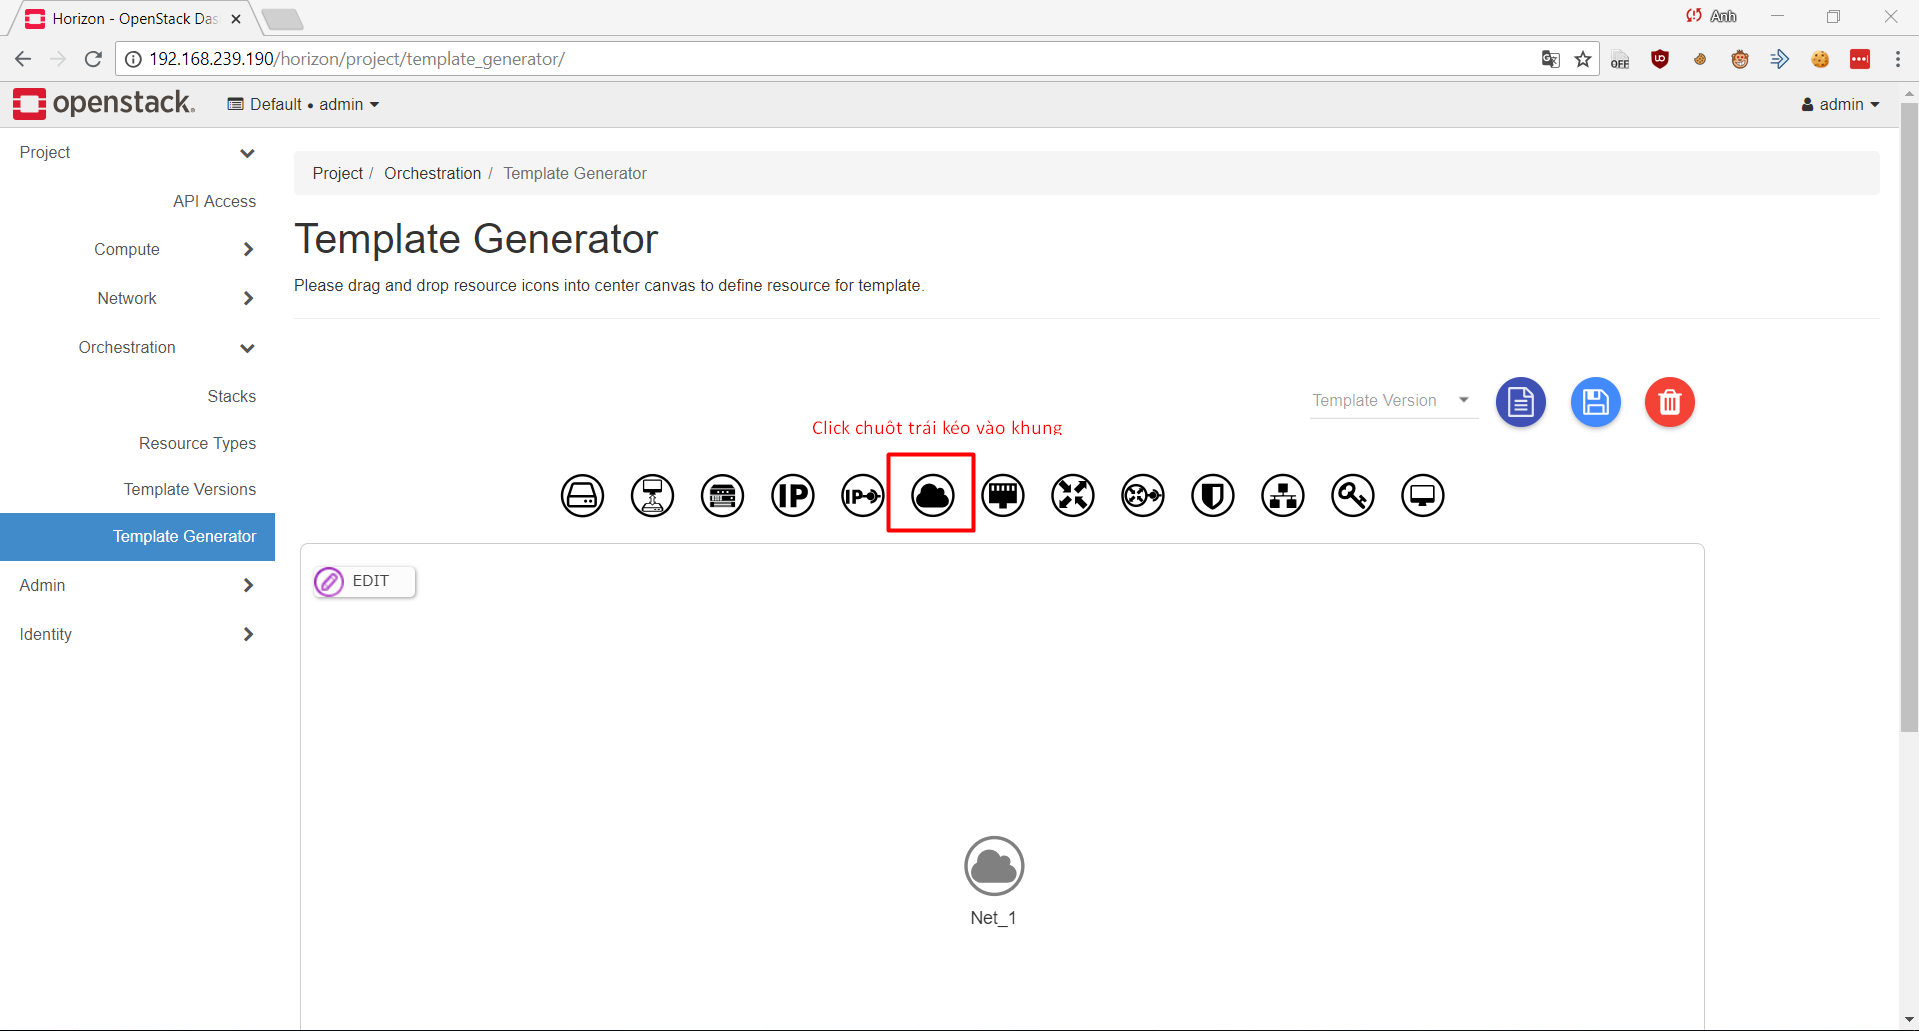 Horizon - OpenStack Das
Anh
192.168.239.190/horizon/project/template_generator/
OFF
openstack.
Default • admin
admin
Project
API Access
Compute
Network
Orchestration
Stacks
Resource Types
Template Versions
Template Generator
Admin
Identity
Project / Orchestration / Template Generator
Template Generator
Please drag and drop resource icons into center canvas to define resource for template.
Template Version
Click chuột trái kéo vào khung
IP
IP
EDIT
Net_1